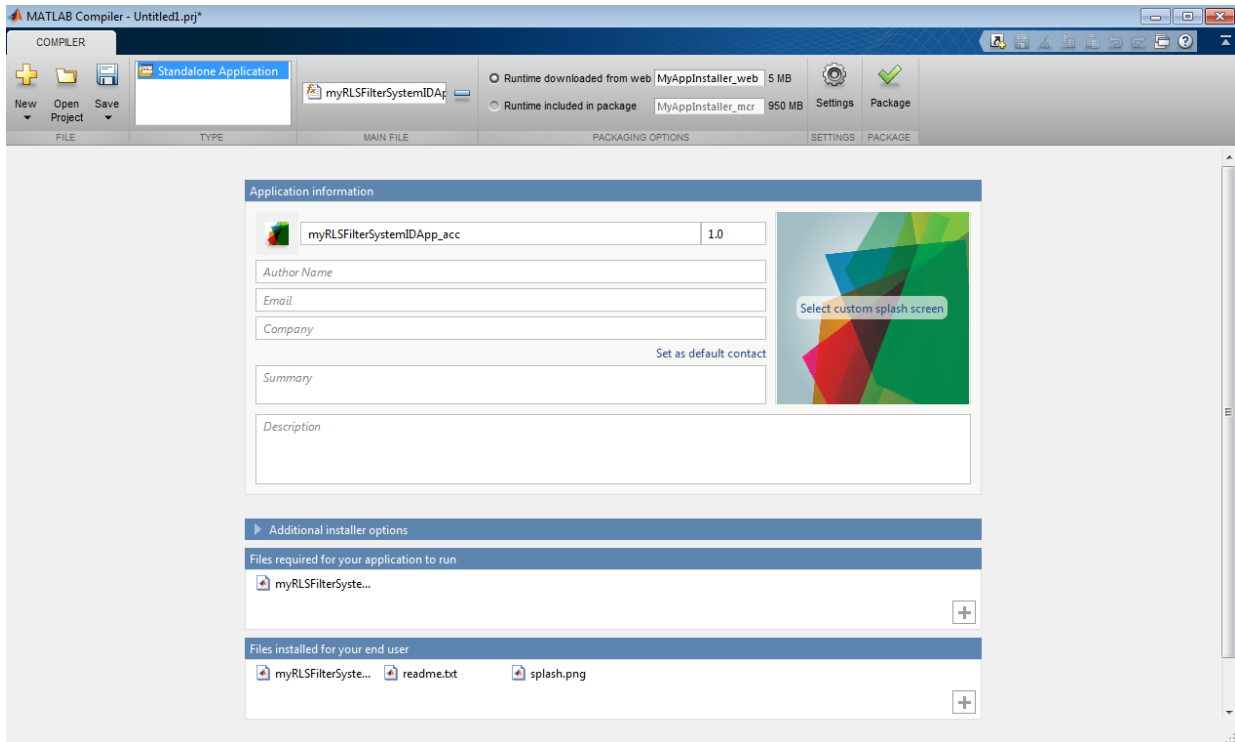 MATLAB Compiler - Untitled1.prj*
COMPILER
New
Open Project
Save
FILE
Standalone Application
TYPE
myRLSFilterSystemIDAp
MAIN FILE
Runtime downloaded from web MyAppInstaller_web 5 MB
Runtime included in package MyAppInstaller_mcr 950 MB
PACKAGING OPTIONS
Settings
SETTINGS
Package
PACKAGE
Application information
myRLSFilterSystemIDApp_acc 1.0
Author Name
Email
Company
Set as default contact
Summary
Select custom splash screen
Description
Additional installer options
Files required for your application to run
myRLSFilterSyste...
Files installed for your end user
myRLSFilterSyste... readme.txt splash.png